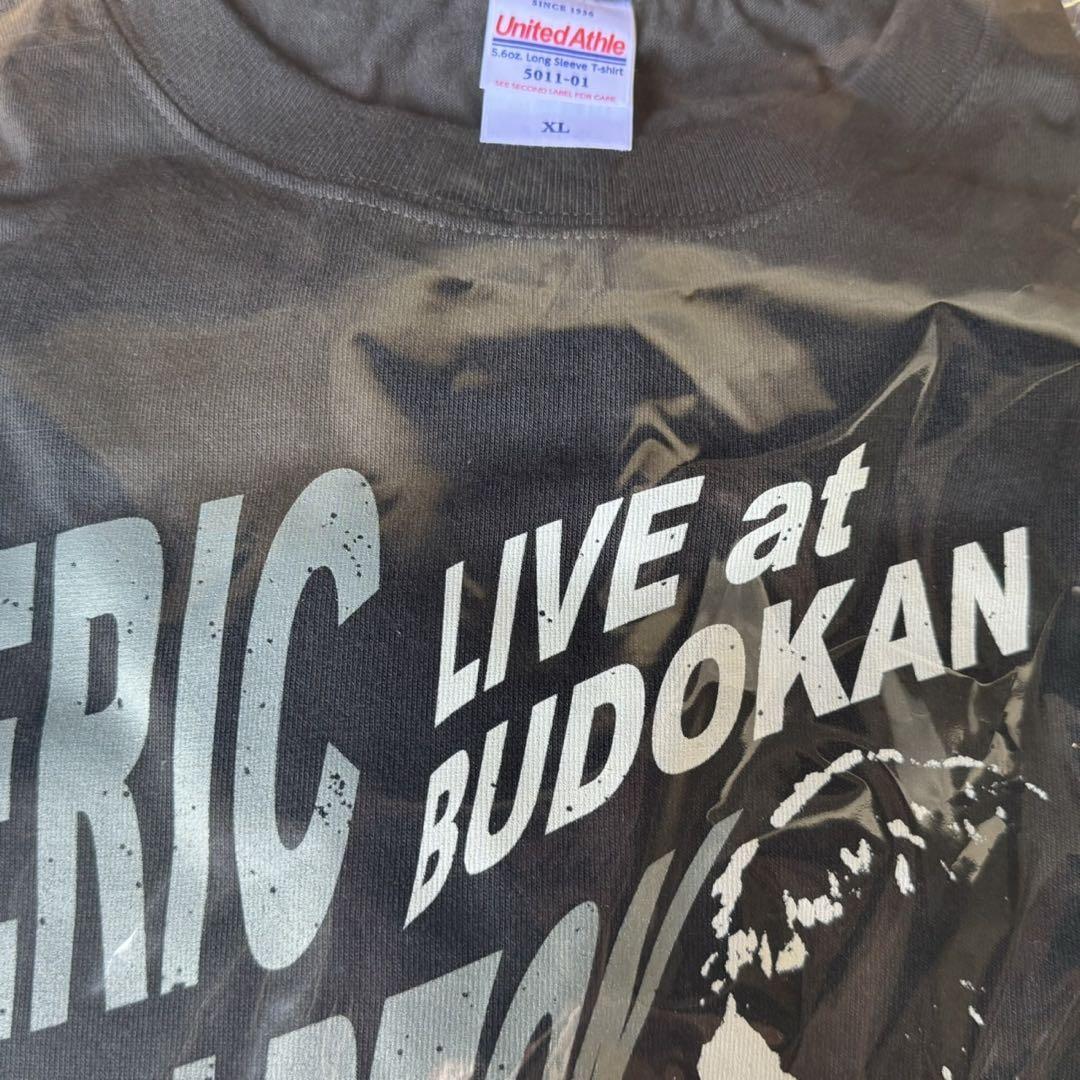 SINCE 1956
United Athle
5.6oz. Long Sleeve T-shirt
5011-01
SEE SECOND LABEL FOR CARE
XL
ERIC
LIVE at
BUDOKAN